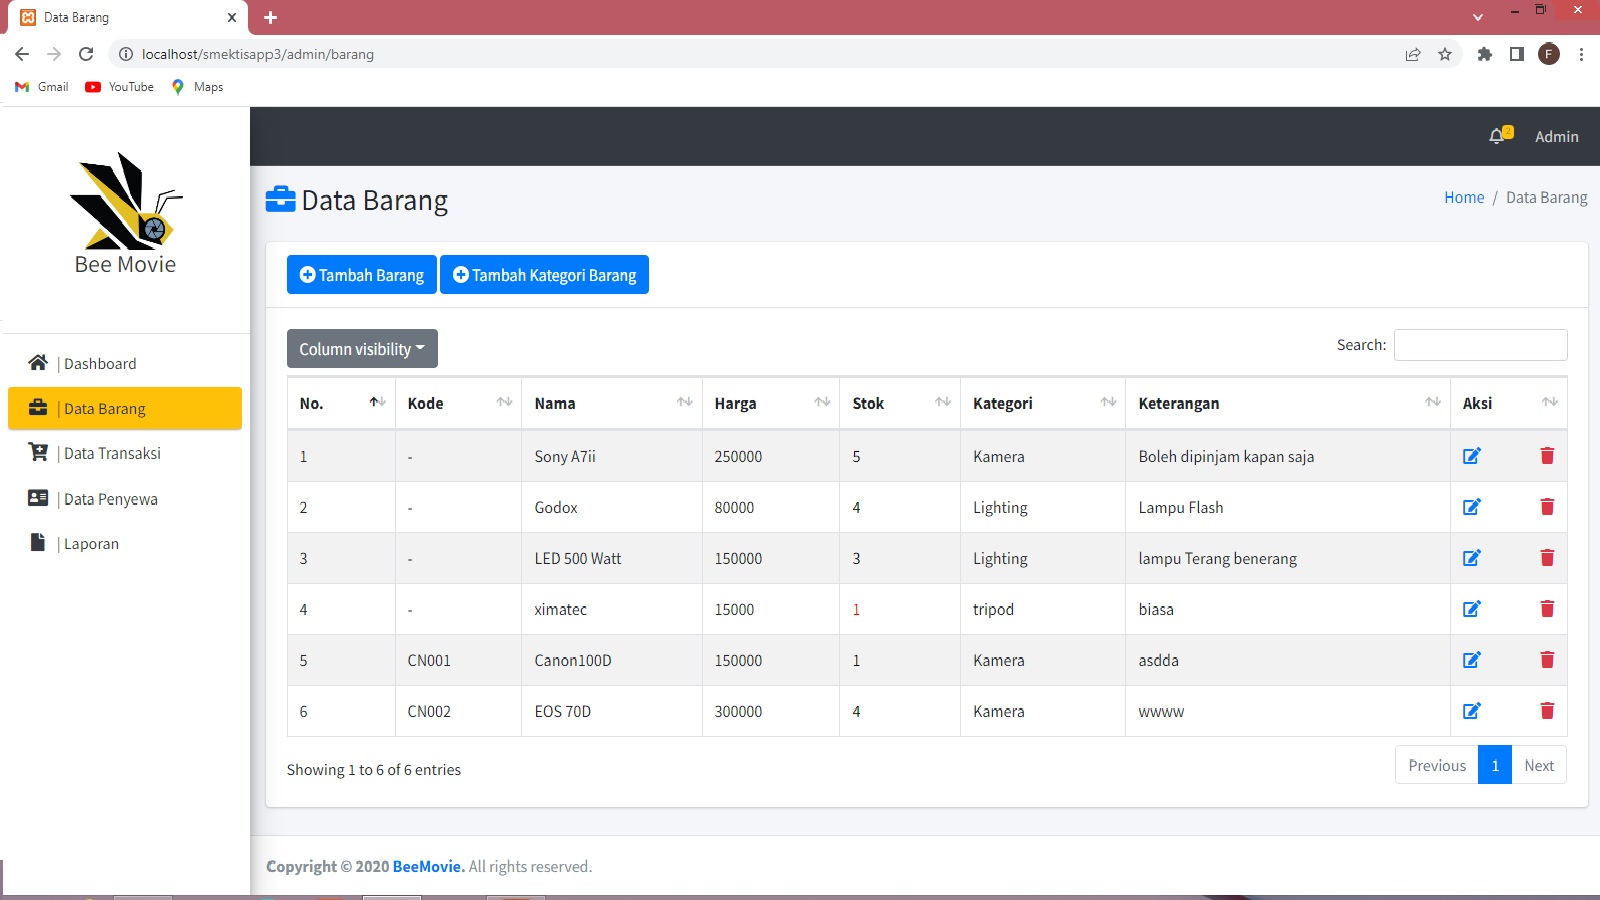 Data Barang
localhost/smektisapp3/admin/barang
F
Gmail YouTube Maps
2 Admin
Bee Movie
| Dashboard
| Data Barang
| Data Transaksi
| Data Penyewa
| Laporan
Data Barang
Home / Data Barang
Tambah Barang Tambah Kategori Barang
Column visibility
Search:
No. Kode Nama Harga Stok Kategori Keterangan Aksi
1 - Sony A7ii 250000 5 Kamera Boleh dipinjam kapan saja
2 - Godox 80000 4 Lighting Lampu Flash
3 - LED 500 Watt 150000 3 Lighting lampu Terang benerang
4 - ximatec 15000 1 tripod biasa
5 CN001 Canon100D 150000 1 Kamera asdda
6 CN002 EOS 70D 300000 4 Kamera wwww
Showing 1 to 6 of 6 entries
Previous 1 Next
Copyright © 2020 BeeMovie. All rights reserved.